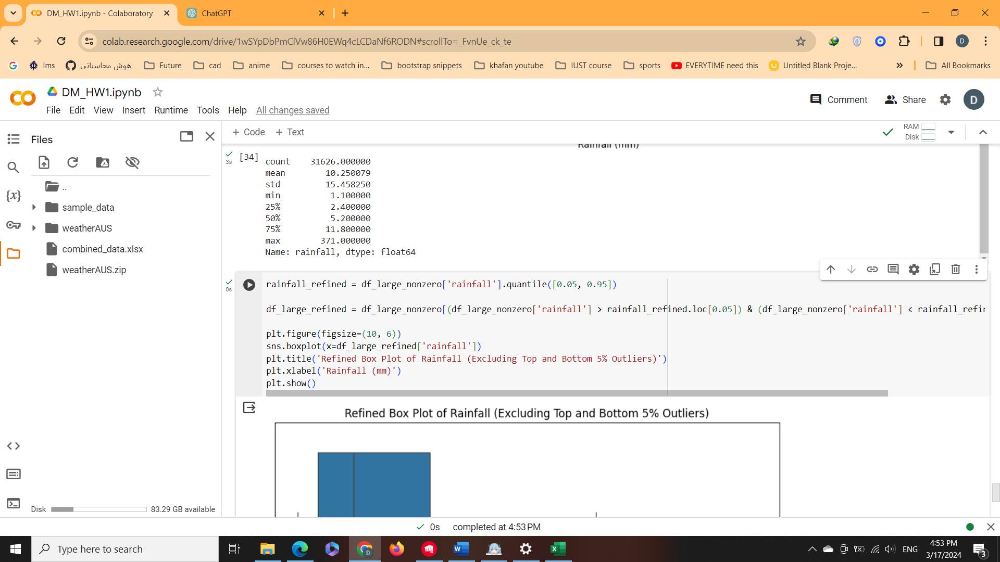 DM_HW1.ipynb - Colaboratory
ChatGPT
colab.research.google.com/drive/1wSYpDbPmClVw86H0EWq4cLCDaNf6RODN#scrollTo=_FvnUe_ck_te
D
lms
هوش محاسباتی
Future
cad
anime
courses to watch in...
bootstrap snippets
khafan youtube
IUST course
sports
EVERYTIME need this
Untitled Blank Proje...
All Bookmarks
DM_HW1.ipynb
Comment
Share
D
File Edit View Insert Runtime Tools Help All changes saved
Files
+ Code + Text
RAM
Disk
..
sample_data
weatherAUS
combined_data.xlsx
weatherAUS.zip
Disk 83.29 GB available
Rainfall (mm)
3s
[34]
count 31626.000000
mean 10.250079
std 15.458250
min 1.100000
25% 2.400000
50% 5.200000
75% 11.800000
max 371.000000
Name: rainfall, dtype: float64
0s
rainfall_refined = df_large_nonzero['rainfall'].quantile([0.05, 0.95])
df_large_refined = df_large_nonzero[(df_large_nonzero['rainfall'] > rainfall_refined.loc[0.05]) & (df_large_nonzero['rainfall'] < rainfall_refin
plt.figure(figsize=(10, 6))
sns.boxplot(x=df_large_refined['rainfall'])
plt.title('Refined Box Plot of Rainfall (Excluding Top and Bottom 5% Outliers)')
plt.xlabel('Rainfall (mm)')
plt.show()
Refined Box Plot of Rainfall (Excluding Top and Bottom 5% Outliers)
0s completed at 4:53 PM
Type here to search
ENG
4:53 PM
3/17/2024
3